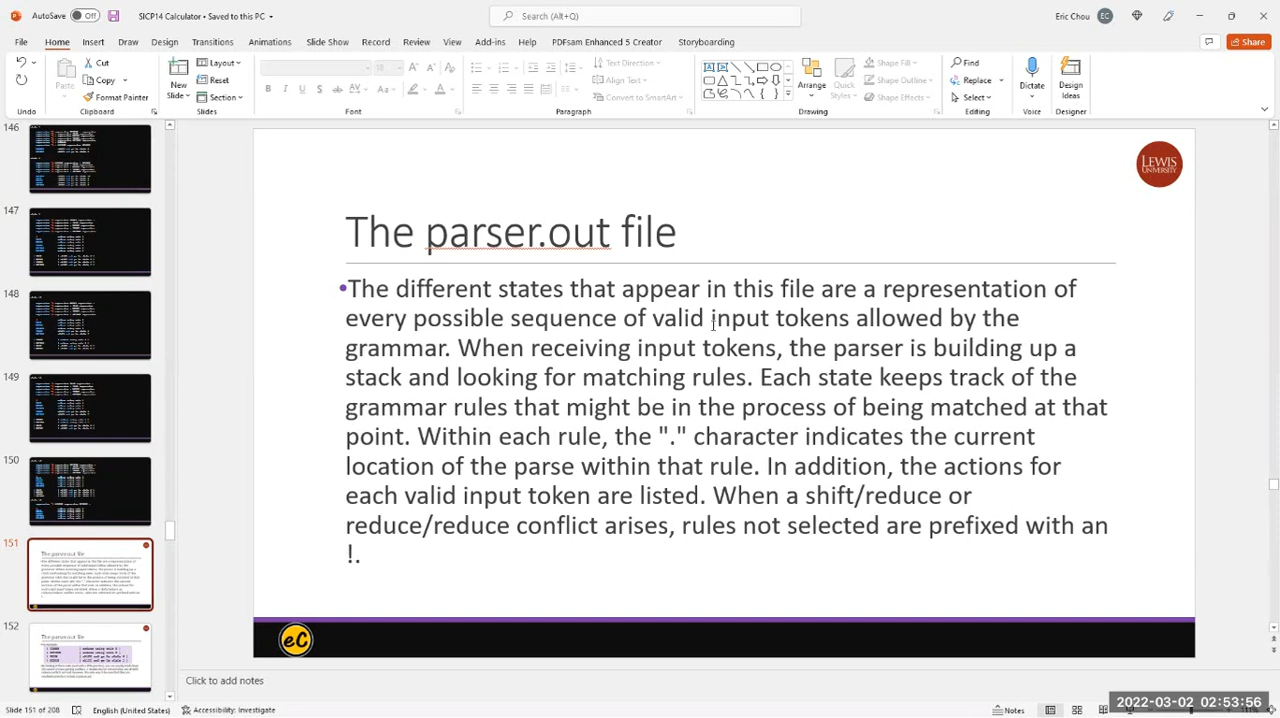 AutoSave Off SICP14 Calculator • Saved to this PC Search (Alt+Q) Eric Chou EC
File Home Insert Draw Design Transitions Animations Slide Show Record Review View Add-ins Help PDFsam Enhanced 5 Creator Storyboarding Share
Cut Layout Text Direction Shape Fill Find
Paste Copy New Slide Reset Align Text Arrange Quick Styles Shape Outline Replace Dictate Design Ideas
Format Painter Section Convert to SmartArt Shape Effects Select
Undo Clipboard Slides Font Paragraph Drawing Editing Voice Designer
146
147
148
149
150
151
152
LEWIS
UNIVERSITY
The parser.out file
•The different states that appear in this file are a representation of
every possible sequence of valid input tokens allowed by the
grammar. When receiving input tokens, the parser is building up a
stack and looking for matching rules. Each state keeps track of the
grammar rules that might be in the process of being matched at that
point. Within each rule, the "." character indicates the current
location of the parse within that rule. In addition, the actions for
each valid input token are listed. When a shift/reduce or
reduce/reduce conflict arises, rules not selected are prefixed with an
!.
eC
The parser.out file
Click to add notes
Slide 151 of 208 English (United States) Accessibility: Investigate Notes
2022-03-02 02:53:56